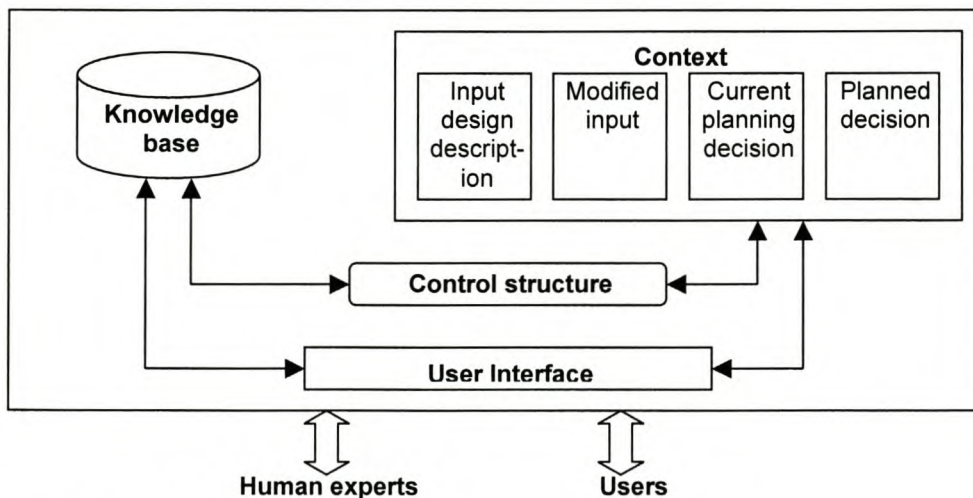 Context
Knowledge
base
Input
design
descript-
ion
Modified
input
Current
planning
decision
Planned
decision
Control structure
User Interface
Human experts
Users